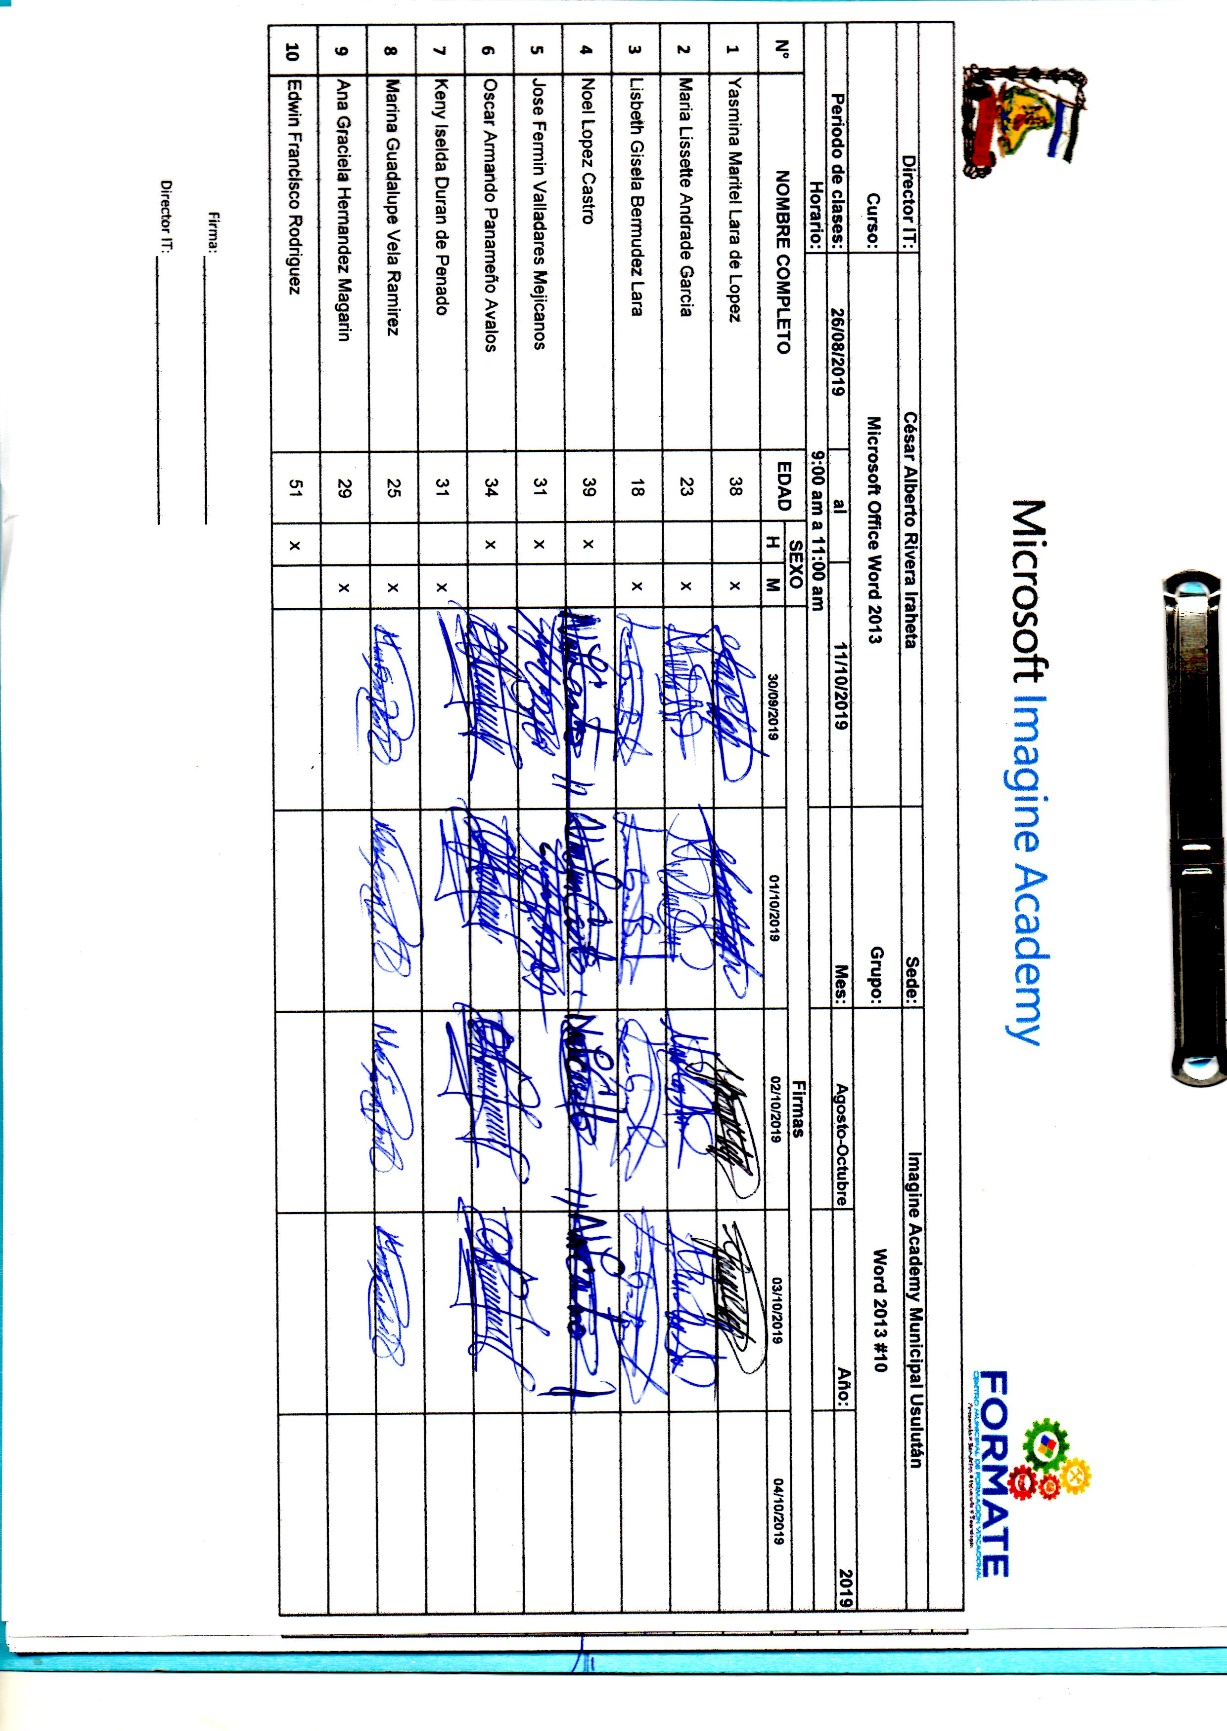 Microsoft Imagine Academy
FORMATE
CENTRO MUNICIPAL DE FORMACIÓN VOCACIONAL
Director IT: César Alberto Rivera Iraheta Sede: Imagine Academy Municipal Usulután
Curso: Microsoft Office Word 2013 Grupo: Word 2013 #10
Periodo de clases: 26/08/2019 al 11/10/2019 Mes: Agosto-Octubre Año: 2019
Horario: 9:00 am a 11:00 am
N° NOMBRE COMPLETO EDAD SEXO Firmas
H M 30/09/2019 01/10/2019 02/10/2019 03/10/2019 04/10/2019
1 Yasmina Maritel Lara de Lopez 38 x
2 Maria Lissette Andrade Garcia 23 x
3 Lisbeth Gisela Bermudez Lara 18 x
4 Noel Lopez Castro 39 x
5 Jose Fermin Valladares Mejicanos 31 x
6 Oscar Armando Panameño Avalos 34 x
7 Keny Iselda Duran de Penado 31 x
8 Marina Guadalupe Vela Ramirez 25 x
9 Ana Graciela Hernandez Magarin 29 x
10 Edwin Francisco Rodriguez 51 x
Firma:
Director IT: